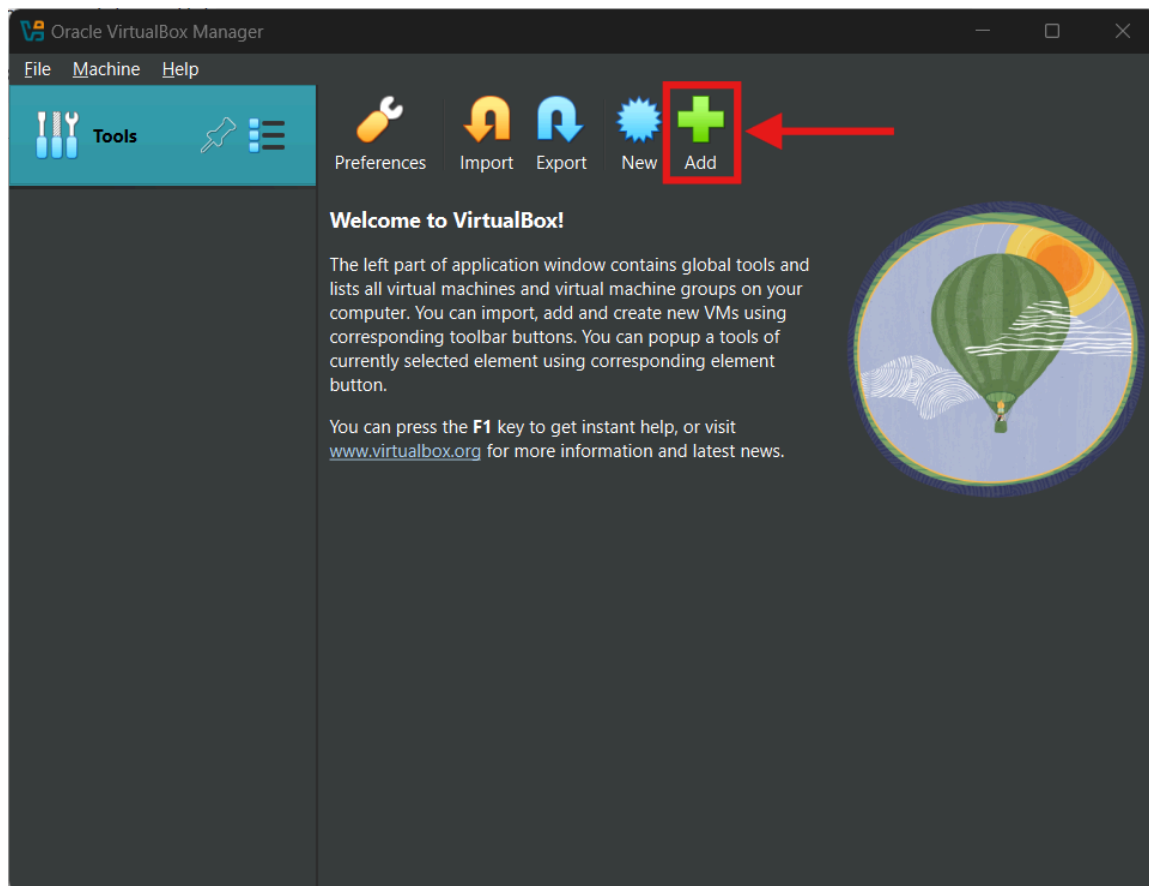 Oracle VirtualBox Manager
File Machine Help
Tools
Preferences Import Export New Add
Welcome to VirtualBox!
The left part of application window contains global tools and
lists all virtual machines and virtual machine groups on your
computer. You can import, add and create new VMs using
corresponding toolbar buttons. You can popup a tools of
currently selected element using corresponding element
button.
You can press the F1 key to get instant help, or visit
www.virtualbox.org for more information and latest news.